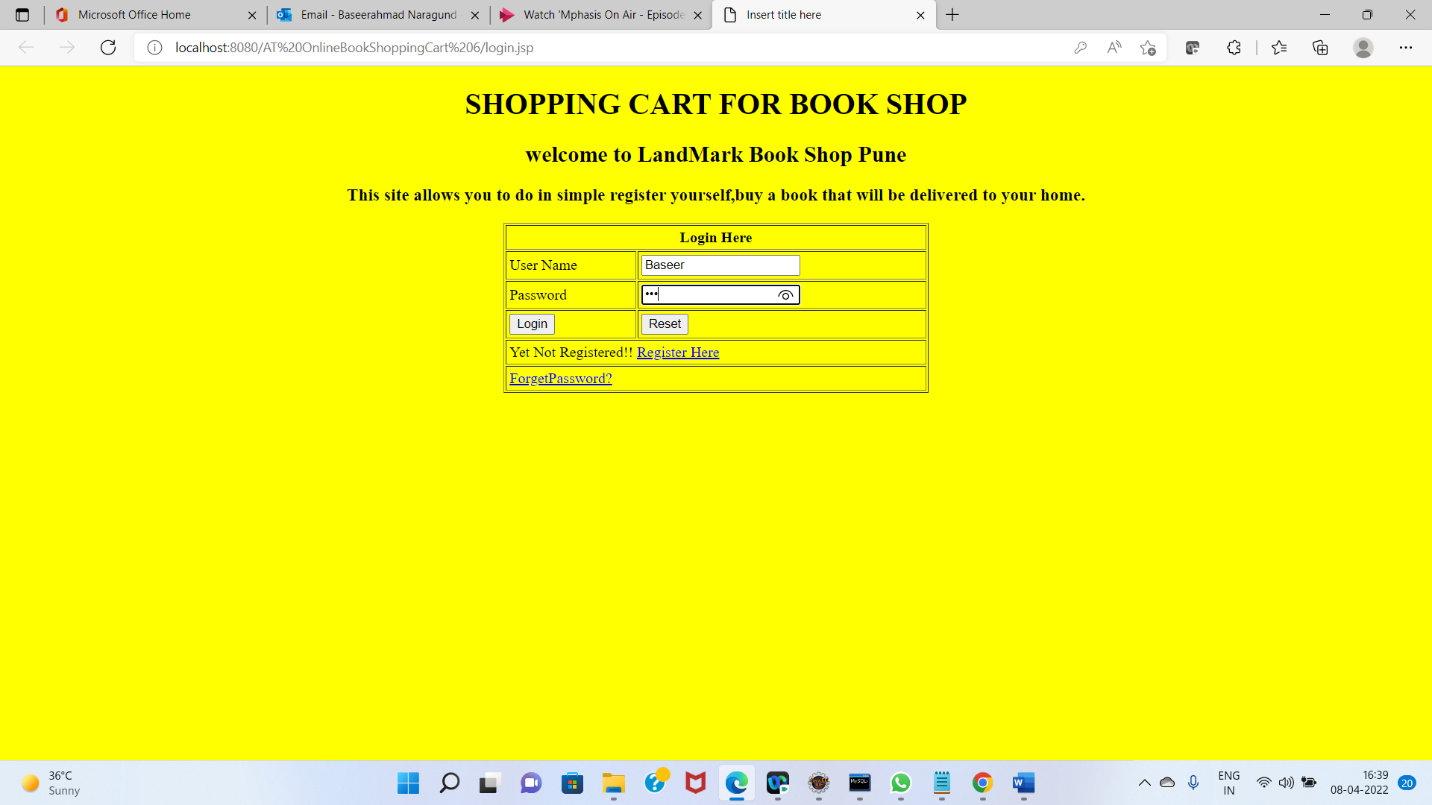 Microsoft Office Home
Email - Baseerahmad Naragund
Watch 'Mphasis On Air - Episode
Insert title here
localhost:8080/AT%20OnlineBookShoppingCart%206/login.jsp
SHOPPING CART FOR BOOK SHOP
welcome to LandMark Book Shop Pune
This site allows you to do in simple register yourself,buy a book that will be delivered to your home.
Login Here
User Name Baseer
Password •••
Login Reset
Yet Not Registered!! Register Here
ForgetPassword?
36°C
Sunny
ENG
IN
16:39
08-04-2022
20